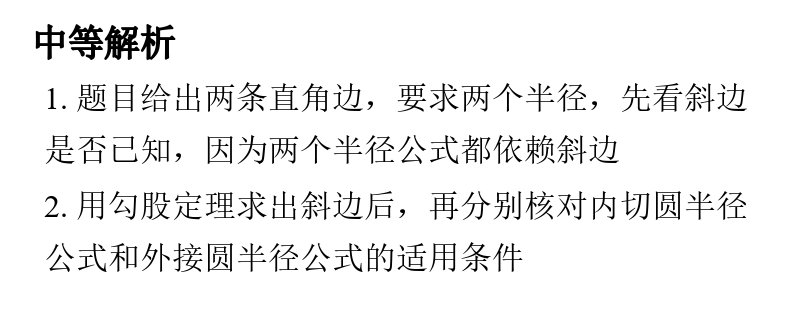 中等解析
1. 题目给出两条直角边，要求两个半径，先看斜边
是否已知，因为两个半径公式都依赖斜边
2. 用勾股定理求出斜边后，再分别核对内切圆半径
公式和外接圆半径公式的适用条件